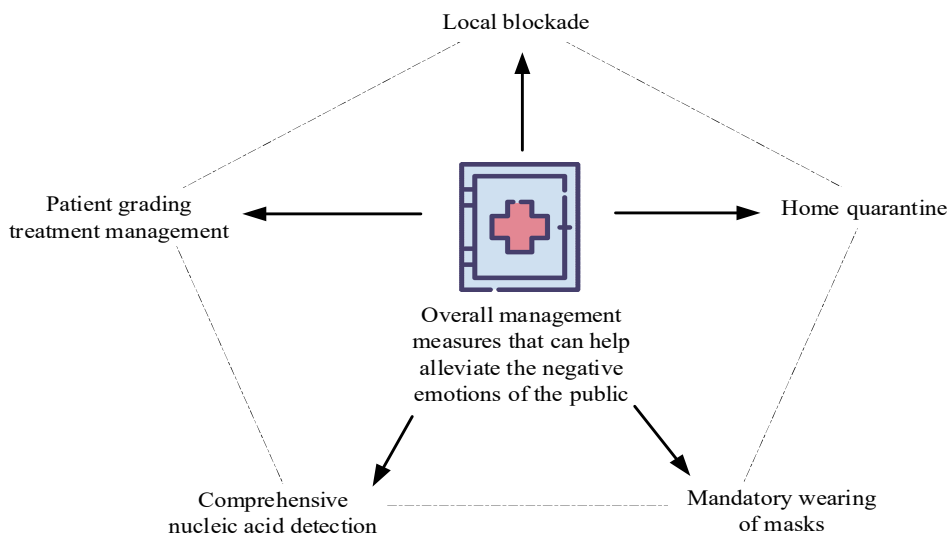 Local blockade
Patient grading
treatment management
Home quarantine
Overall management
measures that can help
alleviate the negative
emotions of the public
Comprehensive
nucleic acid detection
Mandatory wearing
of masks